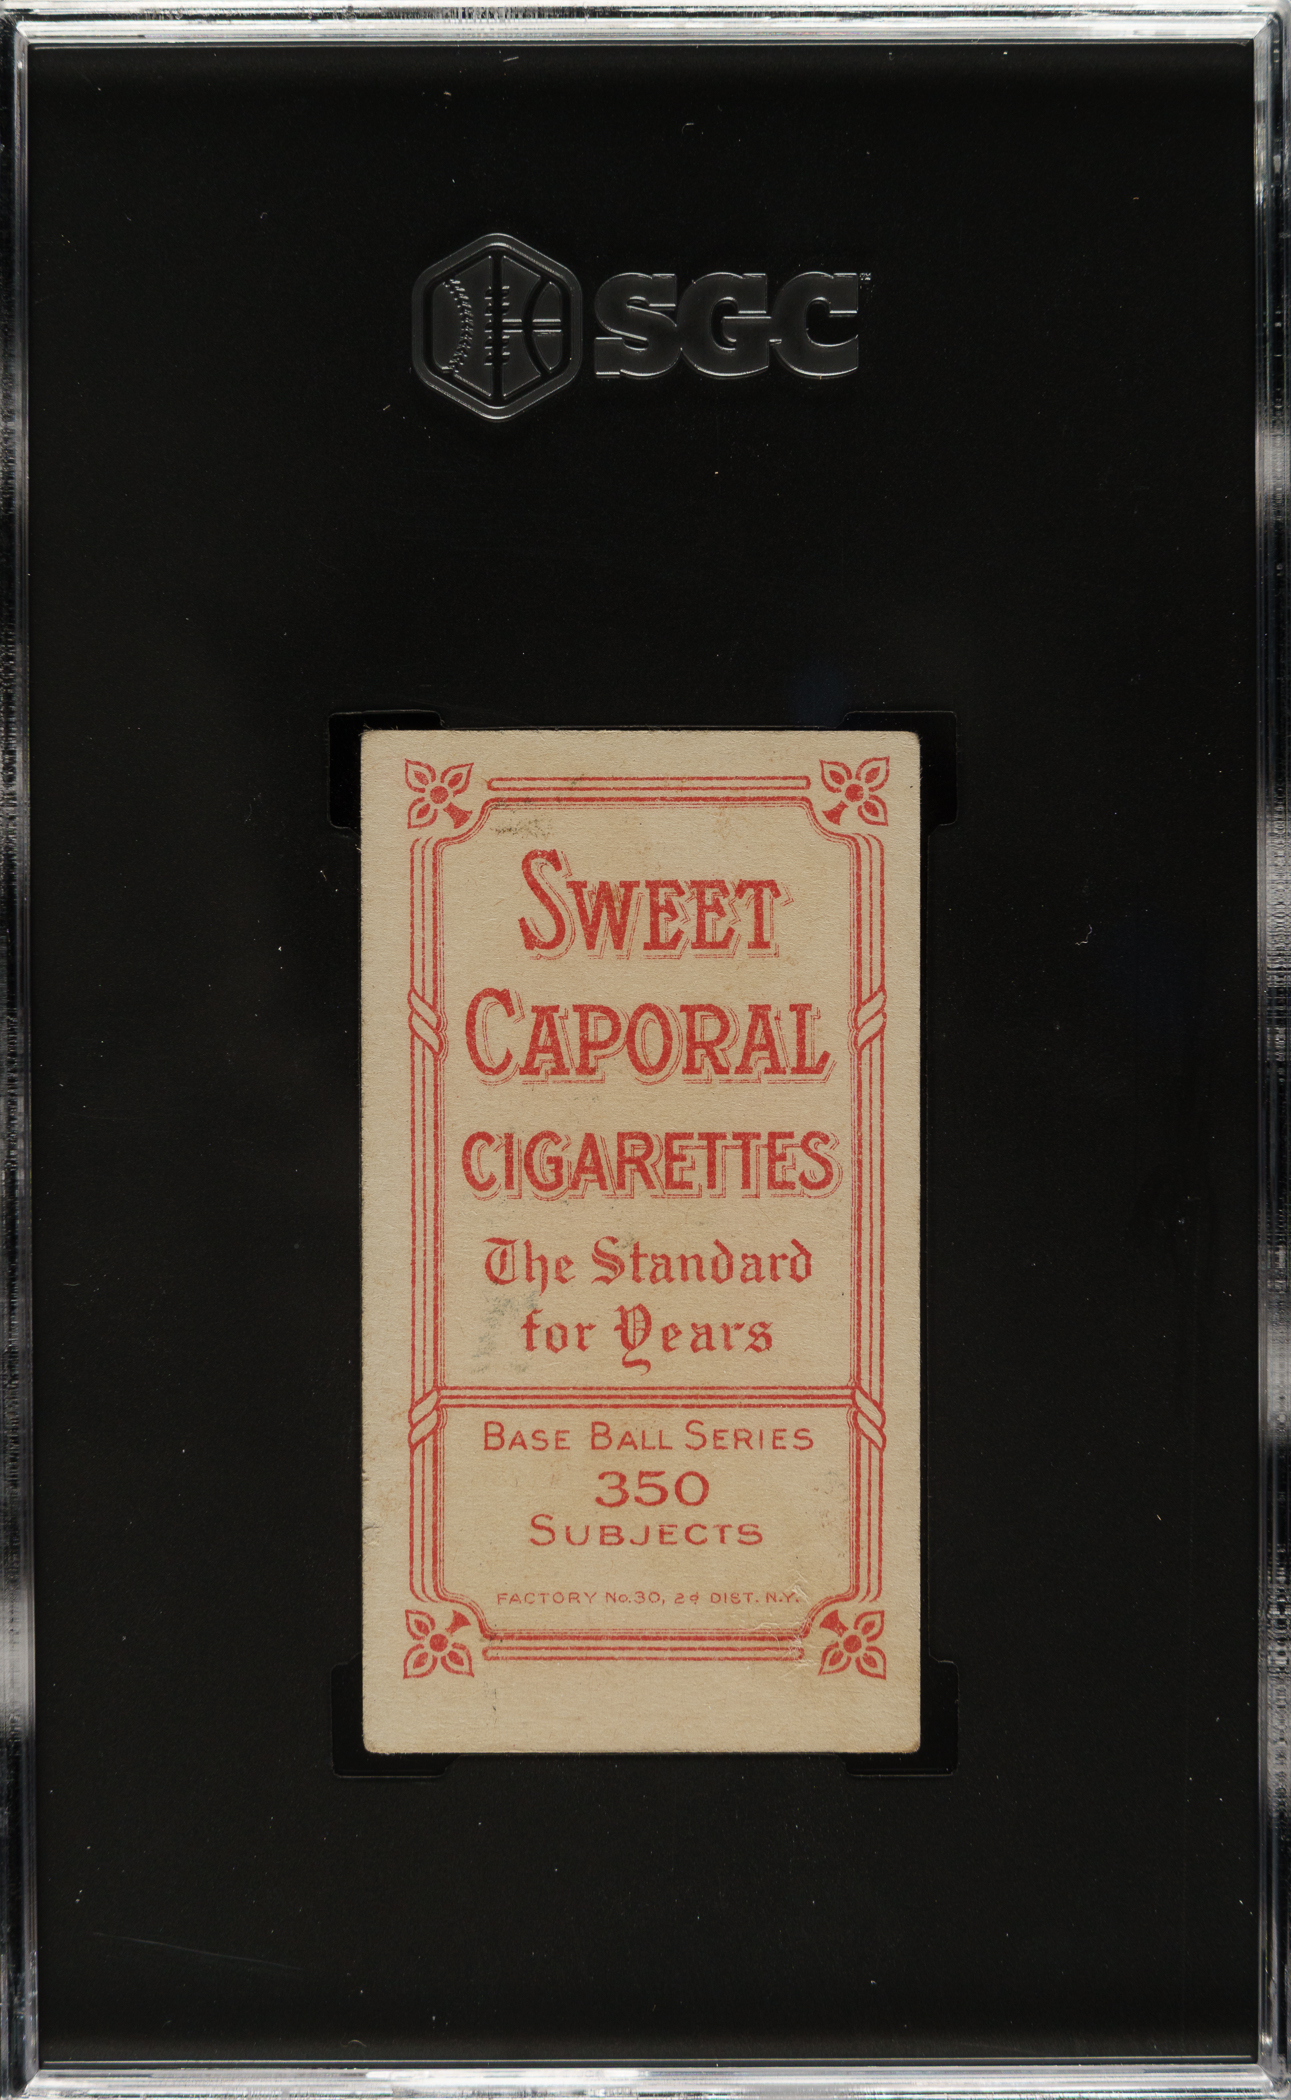 SGC
SWEET
CAPORAL
CIGARETTES
The Standard
for Years
BASE BALL SERIES
350
SUBJECTS
FACTORY No.30, 2d DIST. N.Y.